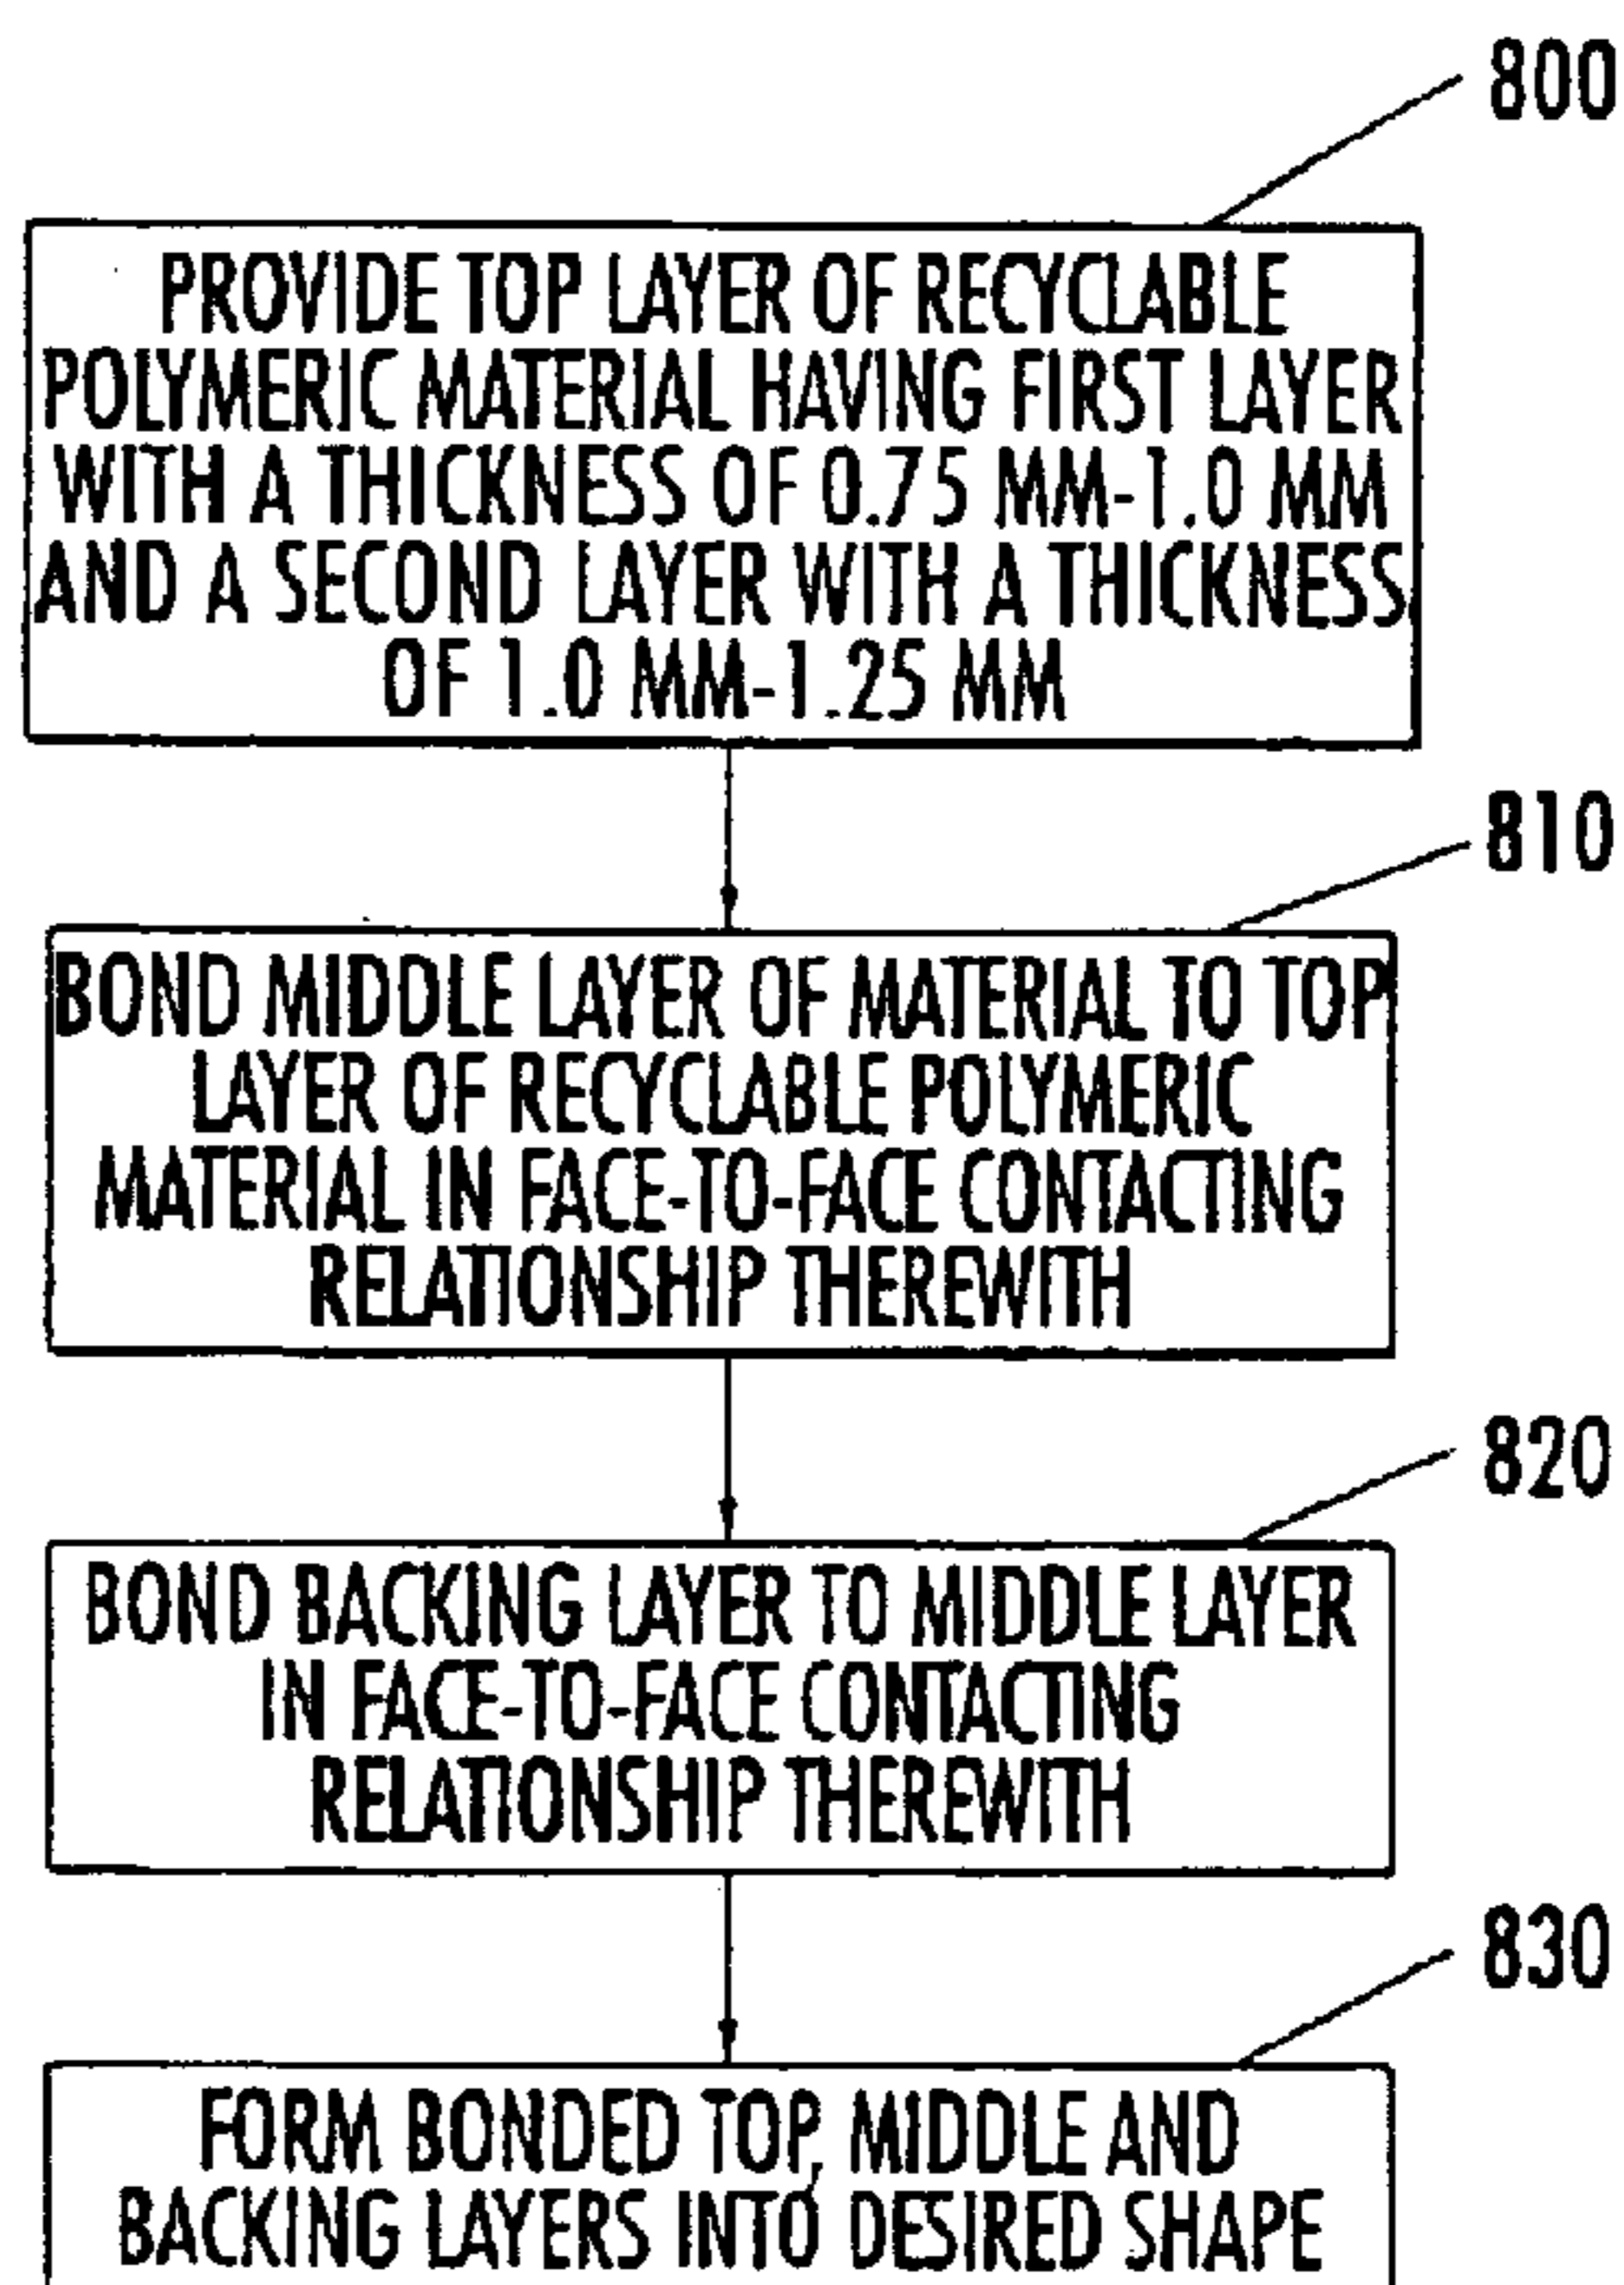 800
PROVIDE TOP LAYER OF RECYCLABLE
POLYMERIC MATERIAL HAVING FIRST LAYER
WITH A THICKNESS OF 0.75 MM-1.0 MM
AND A SECOND LAYER WITH A THICKNESS
OF 1.0 MM-1.25 MM
810
BOND MIDDLE LAYER OF MATERIAL TO TOP
LAYER OF RECYCLABLE POLYMERIC
MATERIAL IN FACE-TO-FACE CONTACTING
RELATIONSHIP THEREWITH
820
BOND BACKING LAYER TO MIDDLE LAYER
IN FACE-TO-FACE CONTACTING
RELATIONSHIP THEREWITH
830
FORM BONDED TOP, MIDDLE AND
BACKING LAYERS INTO DESIRED SHAPE